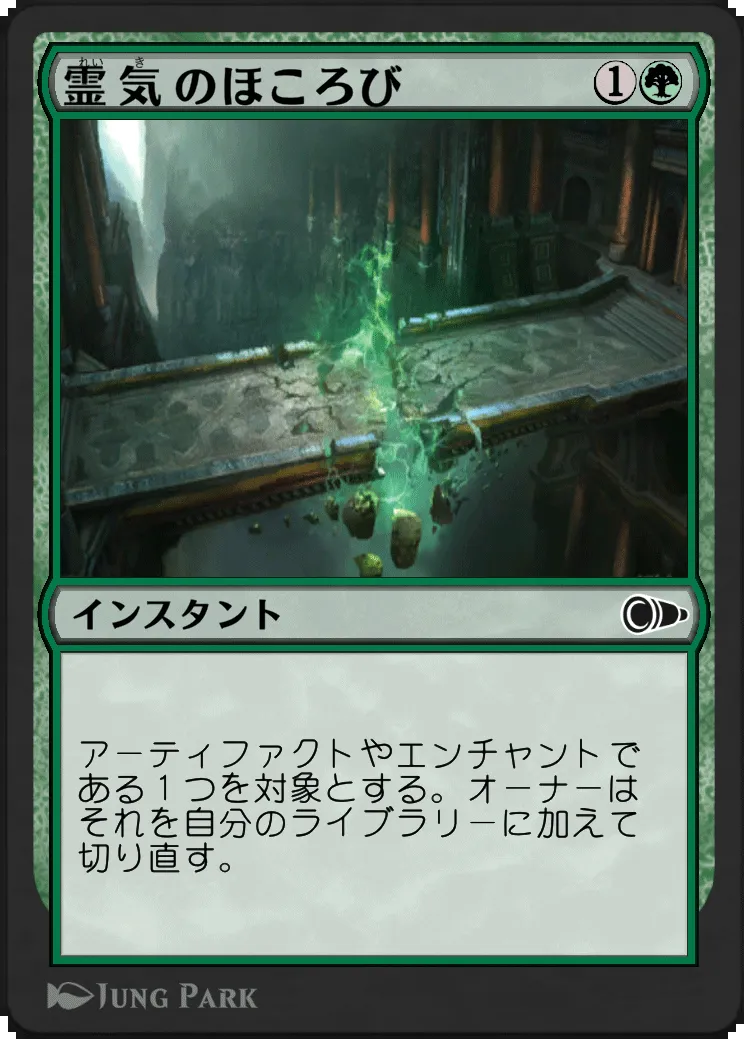 霊気のほころび
1
インスタント
アーティファクトやエンチャントで
ある1つを対象とする。オーナーは
それを自分のライブラリーに加えて
切り直す。
JUNG PARK